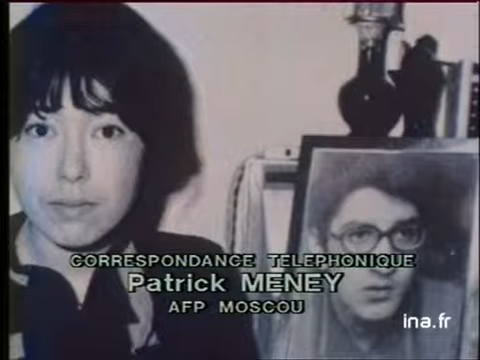 CORRESPONDANCE TELEPHONIQUE
Patrick MENEY
AFP MOSCOU
ina.fr